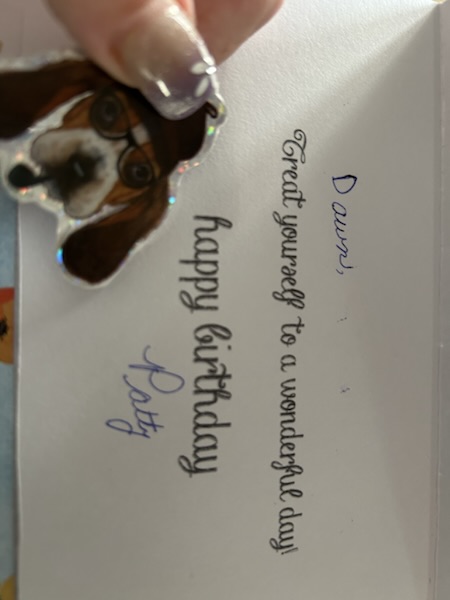 Dawn,
Treat yourself to a wonderful day!
happy birthday
Patty